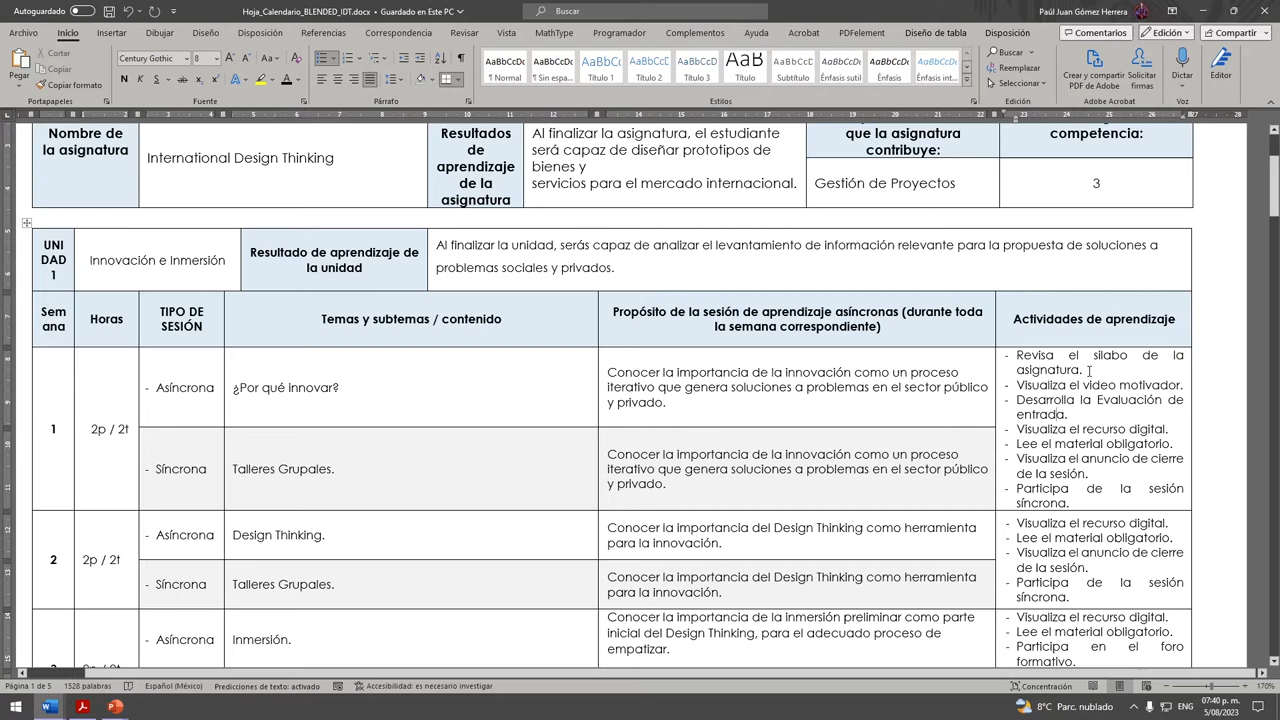 Autoguardado
Hoja_Calendario_BLENDED_IDT.docx • Guardado en Este PC
Buscar
Paúl Juan Gómez Herrera
Archivo Inicio Insertar Dibujar Diseño Disposición Referencias Correspondencia Revisar Vista MathType Programador Complementos Ayuda Acrobat PDFelement Diseño de tabla Disposición
Comentarios Edición Compartir
Pegar
Cortar
Copiar
Copiar formato
Century Gothic 8
AaBbCcDc AaBbCcDc AaBbCc AaBbCcC AaBbCcD AaB AaBbCcD AaBbCcDt AaBbCcDt AaBbCcDt
¶ Normal ¶ Sin espa... Título 1 Título 2 Título 3 Título Subtítulo Énfasis sutil Énfasis Énfasis int...
Buscar
Reemplazar
Seleccionar
Crear y compartir PDF de Adobe
Solicitar firmas
Dictar
Editor
Portapapeles Fuente Párrafo Estilos Edición Adobe Acrobat Voz Editor
Nombre de
la asignatura
International Design Thinking
Resultados
de
aprendizaje
de la
asignatura
Al finalizar la asignatura, el estudiante
será capaz de diseñar prototipos de
bienes y
servicios para el mercado internacional.
que la asignatura
contribuye:
competencia:
Gestión de Proyectos
3
UNI
DAD
1
Innovación e Inmersión
Resultado de aprendizaje de
la unidad
Al finalizar la unidad, serás capaz de analizar el levantamiento de información relevante para la propuesta de soluciones a
problemas sociales y privados.
Sem
ana
Horas
TIPO DE
SESIÓN
Temas y subtemas / contenido
Propósito de la sesión de aprendizaje asíncronas (durante toda
la semana correspondiente)
Actividades de aprendizaje
1
2p / 2t
- Asíncrona
¿Por qué innovar?
Conocer la importancia de la innovación como un proceso
iterativo que genera soluciones a problemas en el sector público
y privado.
- Síncrona
Talleres Grupales.
Conocer la importancia de la innovación como un proceso
iterativo que genera soluciones a problemas en el sector público
y privado.
- Revisa el silabo de la
asignatura.
- Visualiza el video motivador.
- Desarrolla la Evaluación de
entrada.
- Visualiza el recurso digital.
- Lee el material obligatorio.
- Visualiza el anuncio de cierre
de la sesión.
- Participa de la sesión
síncrona.
2
2p / 2t
- Asíncrona
Design Thinking.
Conocer la importancia del Design Thinking como herramienta
para la innovación.
- Síncrona
Talleres Grupales.
Conocer la importancia del Design Thinking como herramienta
para la innovación.
- Visualiza el recurso digital.
- Lee el material obligatorio.
- Visualiza el anuncio de cierre
de la sesión.
- Participa de la sesión
síncrona.
- Asíncrona
Inmersión.
Conocer la importancia de la inmersión preliminar como parte
inicial del Design Thinking, para el adecuado proceso de
empatizar.
- Visualiza el recurso digital.
- Lee el material obligatorio.
- Participa en el foro
formativo.
Página 1 de 5 1528 palabras Español (México) Predicciones de texto: activado Accesibilidad: es necesario investigar
Concentración
170%
8°C Parc. nublado
ENG
07:40 p. m.
5/08/2023